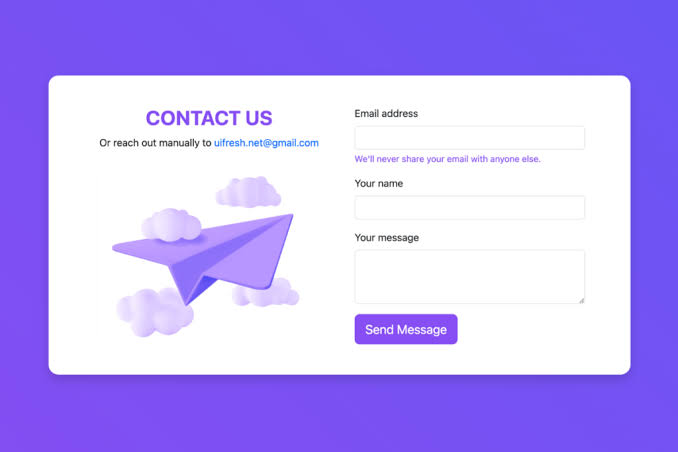 CONTACT US
Or reach out manually to uifresh.net@gmail.com
Email address
We'll never share your email with anyone else.
Your name
Your message
Send Message